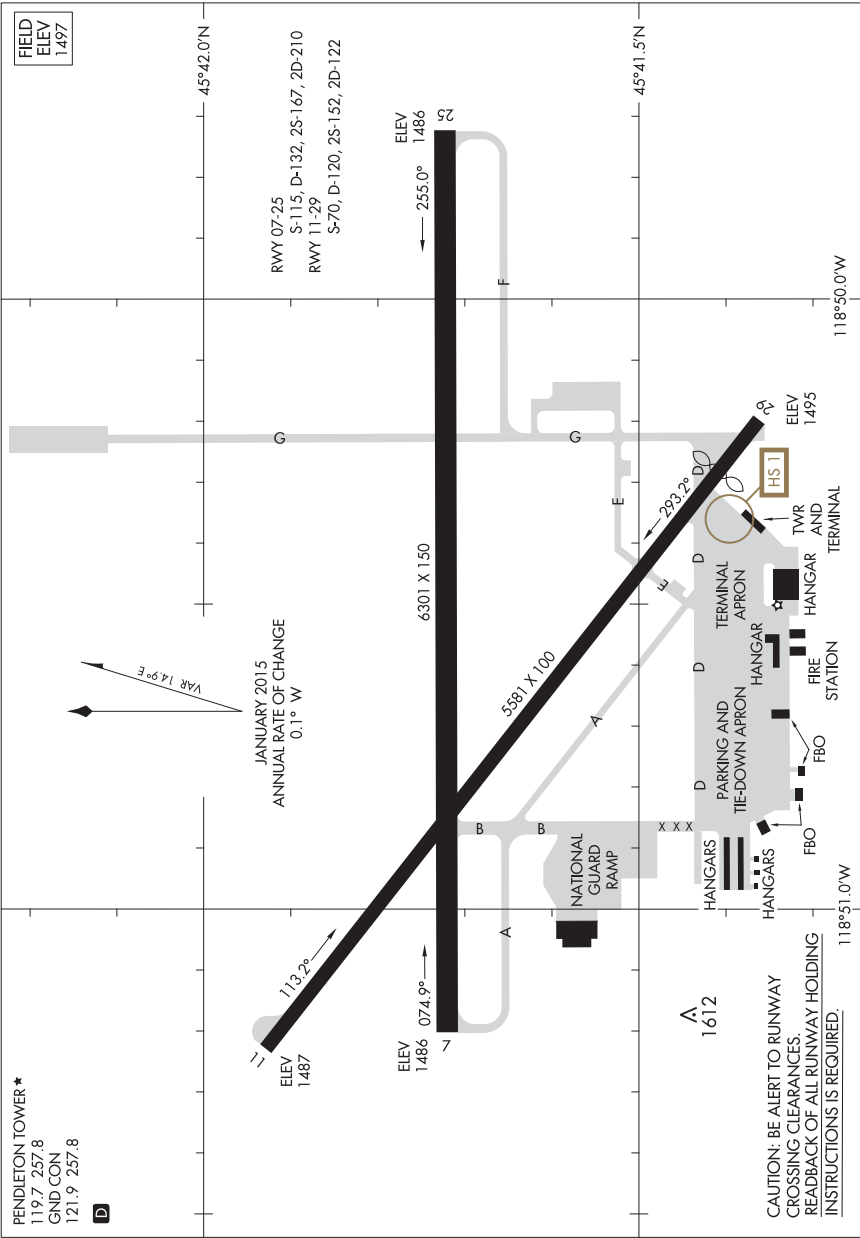 PENDLETON TOWER★
119.7 257.8
GND CON
121.9 257.8
D
FIELD
ELEV
1497
45°42.0'N
45°41.5'N
118°50.0'W
118°51.0'W
RWY 07-25
S-115, D-132, 2S-167, 2D-210
RWY 11-29
S-70, D-120, 2S-152, 2D-122
VAR 14.9° E
JANUARY 2015
ANNUAL RATE OF CHANGE
0.1° W
11
ELEV
1487
113.2°
ELEV
1486
074.9°
7
6301 X 150
255.0°
ELEV
1486
25
5581 X 100
293.2°
29
ELEV
1495
G
G
F
E
E
A
A
B
B
D
D
D
D
X X X
HS 1
NATIONAL
GUARD
RAMP
TWR
AND
TERMINAL
TERMINAL
APRON
HANGAR
HANGAR
FIRE
STATION
PARKING AND
TIE-DOWN APRON
FBO
FBO
HANGARS
HANGARS
1612
CAUTION: BE ALERT TO RUNWAY
CROSSING CLEARANCES.
READBACK OF ALL RUNWAY HOLDING
INSTRUCTIONS IS REQUIRED.